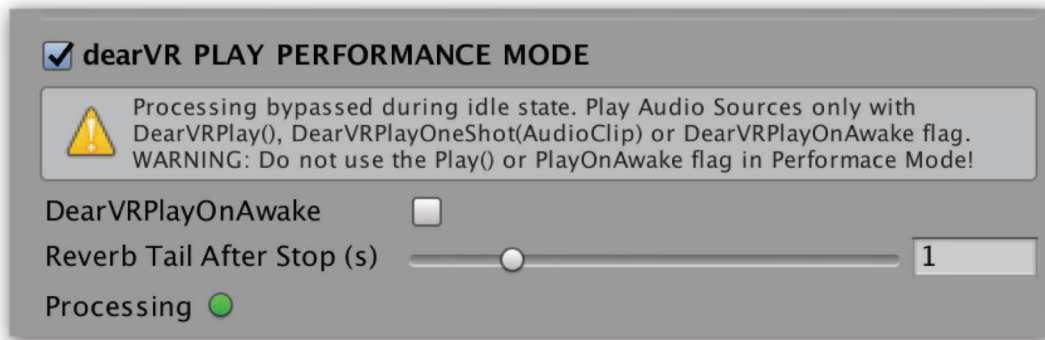 dearVR PLAY PERFORMANCE MODE
Processing bypassed during idle state. Play Audio Sources only with
DearVRPlay(), DearVRPlayOneShot(AudioClip) or DearVRPlayOnAwake flag.
WARNING: Do not use the Play() or PlayOnAwake flag in Performace Mode!
DearVRPlayOnAwake
Reverb Tail After Stop (s) 1
Processing